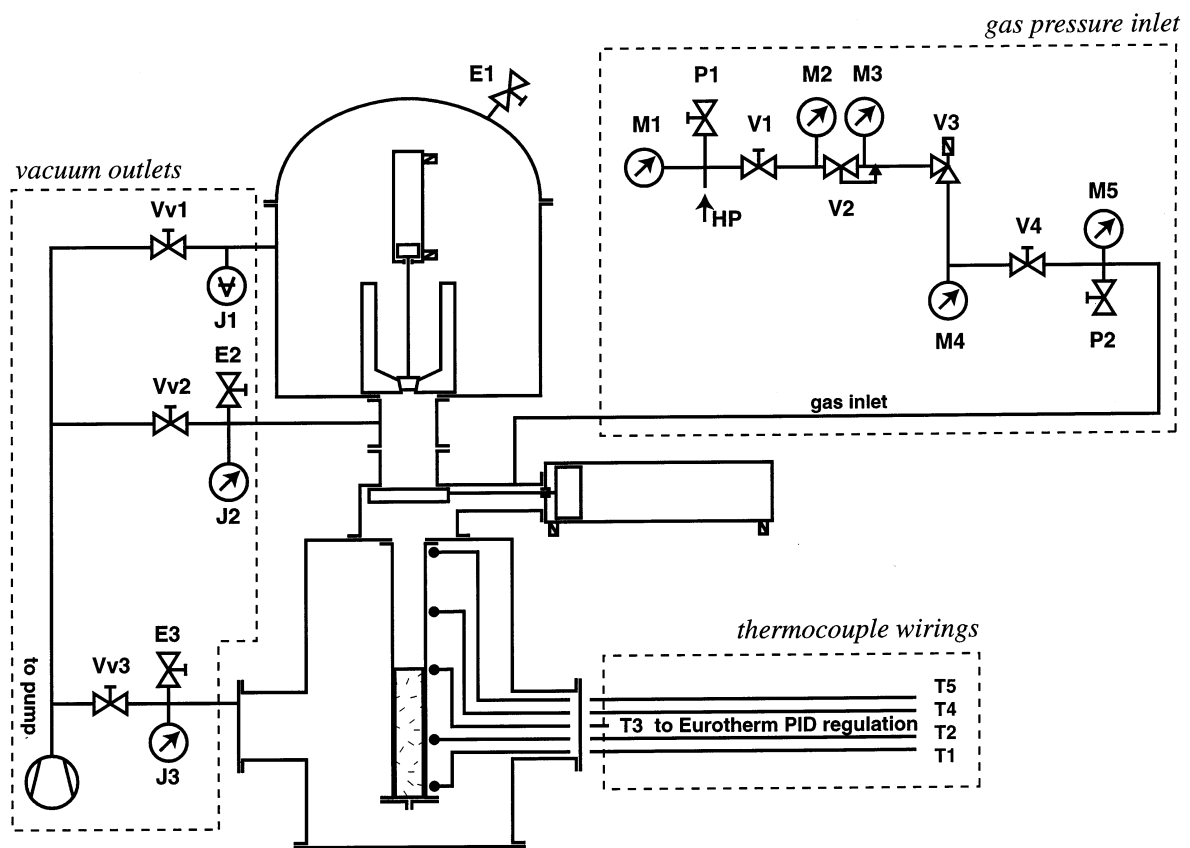 gas pressure inlet
E1
P1
M2
M3
M1
V1
V3
HP
V2
M5
V4
M4
P2
gas inlet
vacuum outlets
Vv1
J1
E2
Vv2
J2
E3
Vv3
to pump
J3
thermocouple wirings
T5
T4
T3 to Eurotherm PID regulation
T2
T1